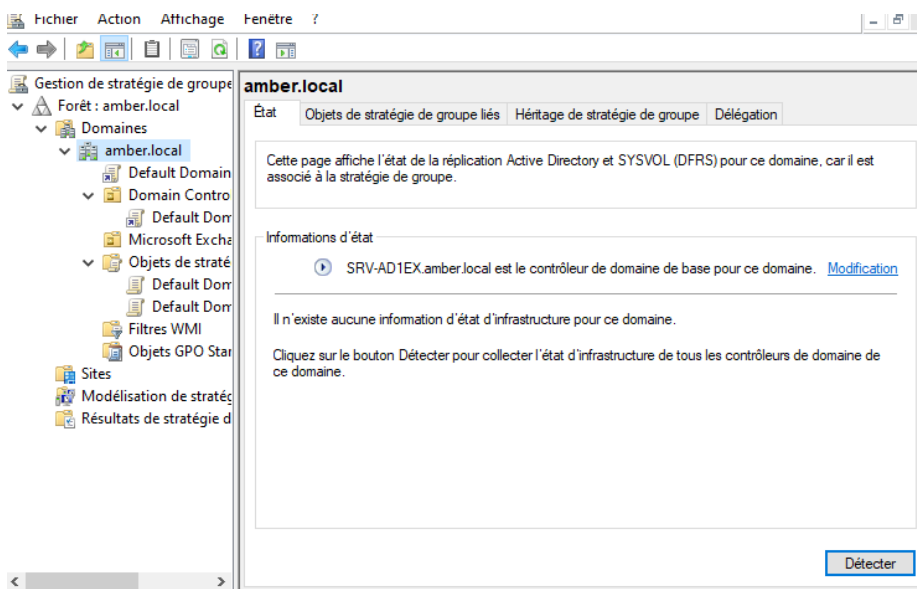 Fichier Action Affichage Fenêtre ?
Gestion de stratégie de groupe
Forêt : amber.local
Domaines
amber.local
Default Domain
Domain Contro
Default Dom
Microsoft Excha
Objets de straté
Default Dom
Default Dom
Filtres WMI
Objets GPO Star
Sites
Modélisation de stratég
Résultats de stratégie d
amber.local
État Objets de stratégie de groupe liés Héritage de stratégie de groupe Délégation
Cette page affiche l'état de la réplication Active Directory et SYSVOL (DFRS) pour ce domaine, car il est
associé à la stratégie de groupe.
Informations d'état
SRV-AD1EX.amber.local est le contrôleur de domaine de base pour ce domaine. Modification
Il n'existe aucune information d'état d'infrastructure pour ce domaine.
Cliquez sur le bouton Détecter pour collecter l'état d'infrastructure de tous les contrôleurs de domaine de
ce domaine.
Détecter